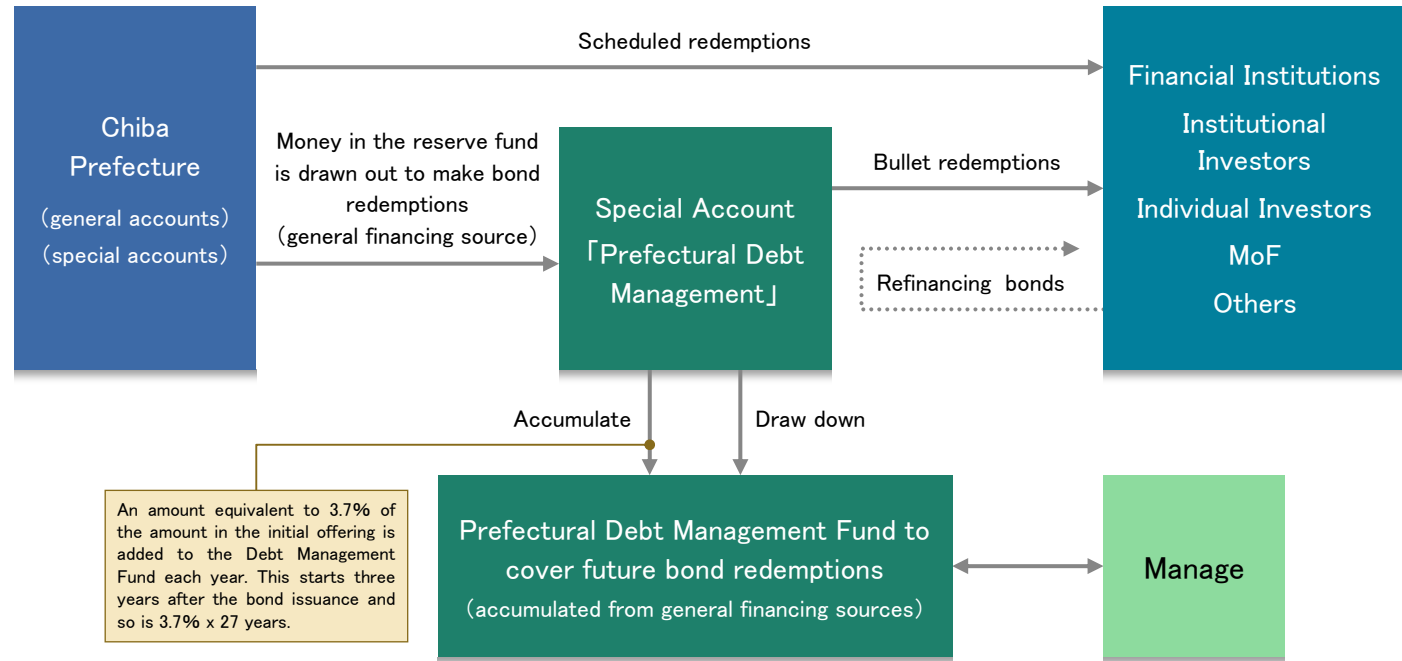 Scheduled redemptions
Chiba
Prefecture
（general accounts）
（special accounts）
Money in the reserve fund
is drawn out to make bond
redemptions
（general financing source）
Special Account
「Prefectural Debt
Management」
Bullet redemptions
Refinancing bonds
Financial Institutions
Institutional
Investors
Individual Investors
MoF
Others
Accumulate
Draw down
An amount equivalent to 3.7% of
the amount in the initial offering is
added to the Debt Management
Fund each year. This starts three
years after the bond issuance and
so is 3.7% x 27 years.
Prefectural Debt Management Fund to
cover future bond redemptions
（accumulated from general financing sources）
Manage